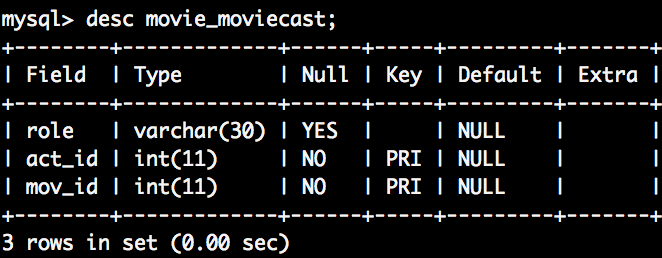 mysql> desc movie_moviecast;
+--------+-------------+------+-----+---------+-------+
| Field  | Type        | Null | Key | Default | Extra |
+--------+-------------+------+-----+---------+-------+
| role   | varchar(30) | YES  |     | NULL    |       |
| act_id | int(11)     | NO   | PRI | NULL    |       |
| mov_id | int(11)     | NO   | PRI | NULL    |       |
+--------+-------------+------+-----+---------+-------+
3 rows in set (0.00 sec)